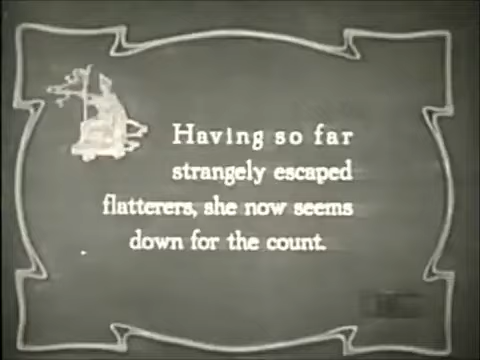 Having so far
strangely escaped
flatterers, she now seems
down for the count.